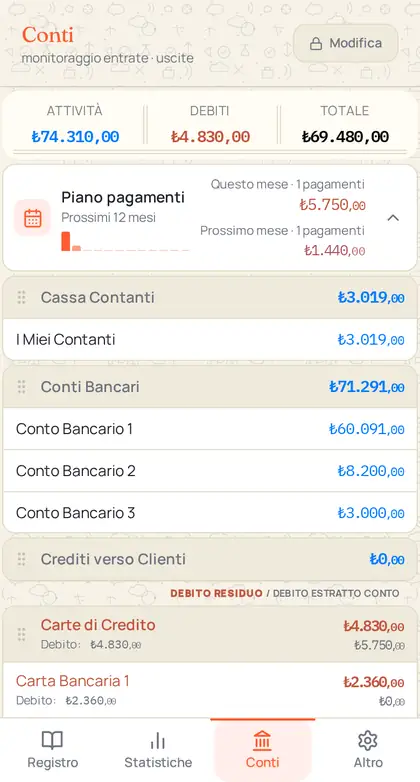 Conti
monitoraggio entrate · uscite
Modifica
ATTIVITÀ
DEBITI
TOTALE
₺74.310,00
₺4.830,00
₺69.480,00
Piano pagamenti
Prossimi 12 mesi
Questo mese · 1 pagamenti
₺5.750,00
Prossimo mese · 1 pagamenti
₺1.440,00
Cassa Contanti
₺3.019,00
I Miei Contanti
₺3.019,00
Conti Bancari
₺71.291,00
Conto Bancario 1
₺60.091,00
Conto Bancario 2
₺8.200,00
Conto Bancario 3
₺3.000,00
Crediti verso Clienti
₺0,00
DEBITO RESIDUO / DEBITO ESTRATTO CONTO
Carte di Credito
₺4.830,00
Debito: ₺4.830,00
₺5.750,00
Carta Bancaria 1
₺2.360,00
Debito: ₺2.360,00
₺0,00
Registro
Statistiche
Conti
Altro